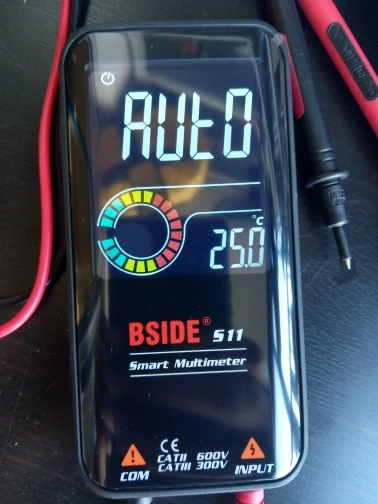 AUtO
°C
25.0
BSIDE® S11
Smart Multimeter
CE
CATII 600V
CATIII 300V
COM
INPUT